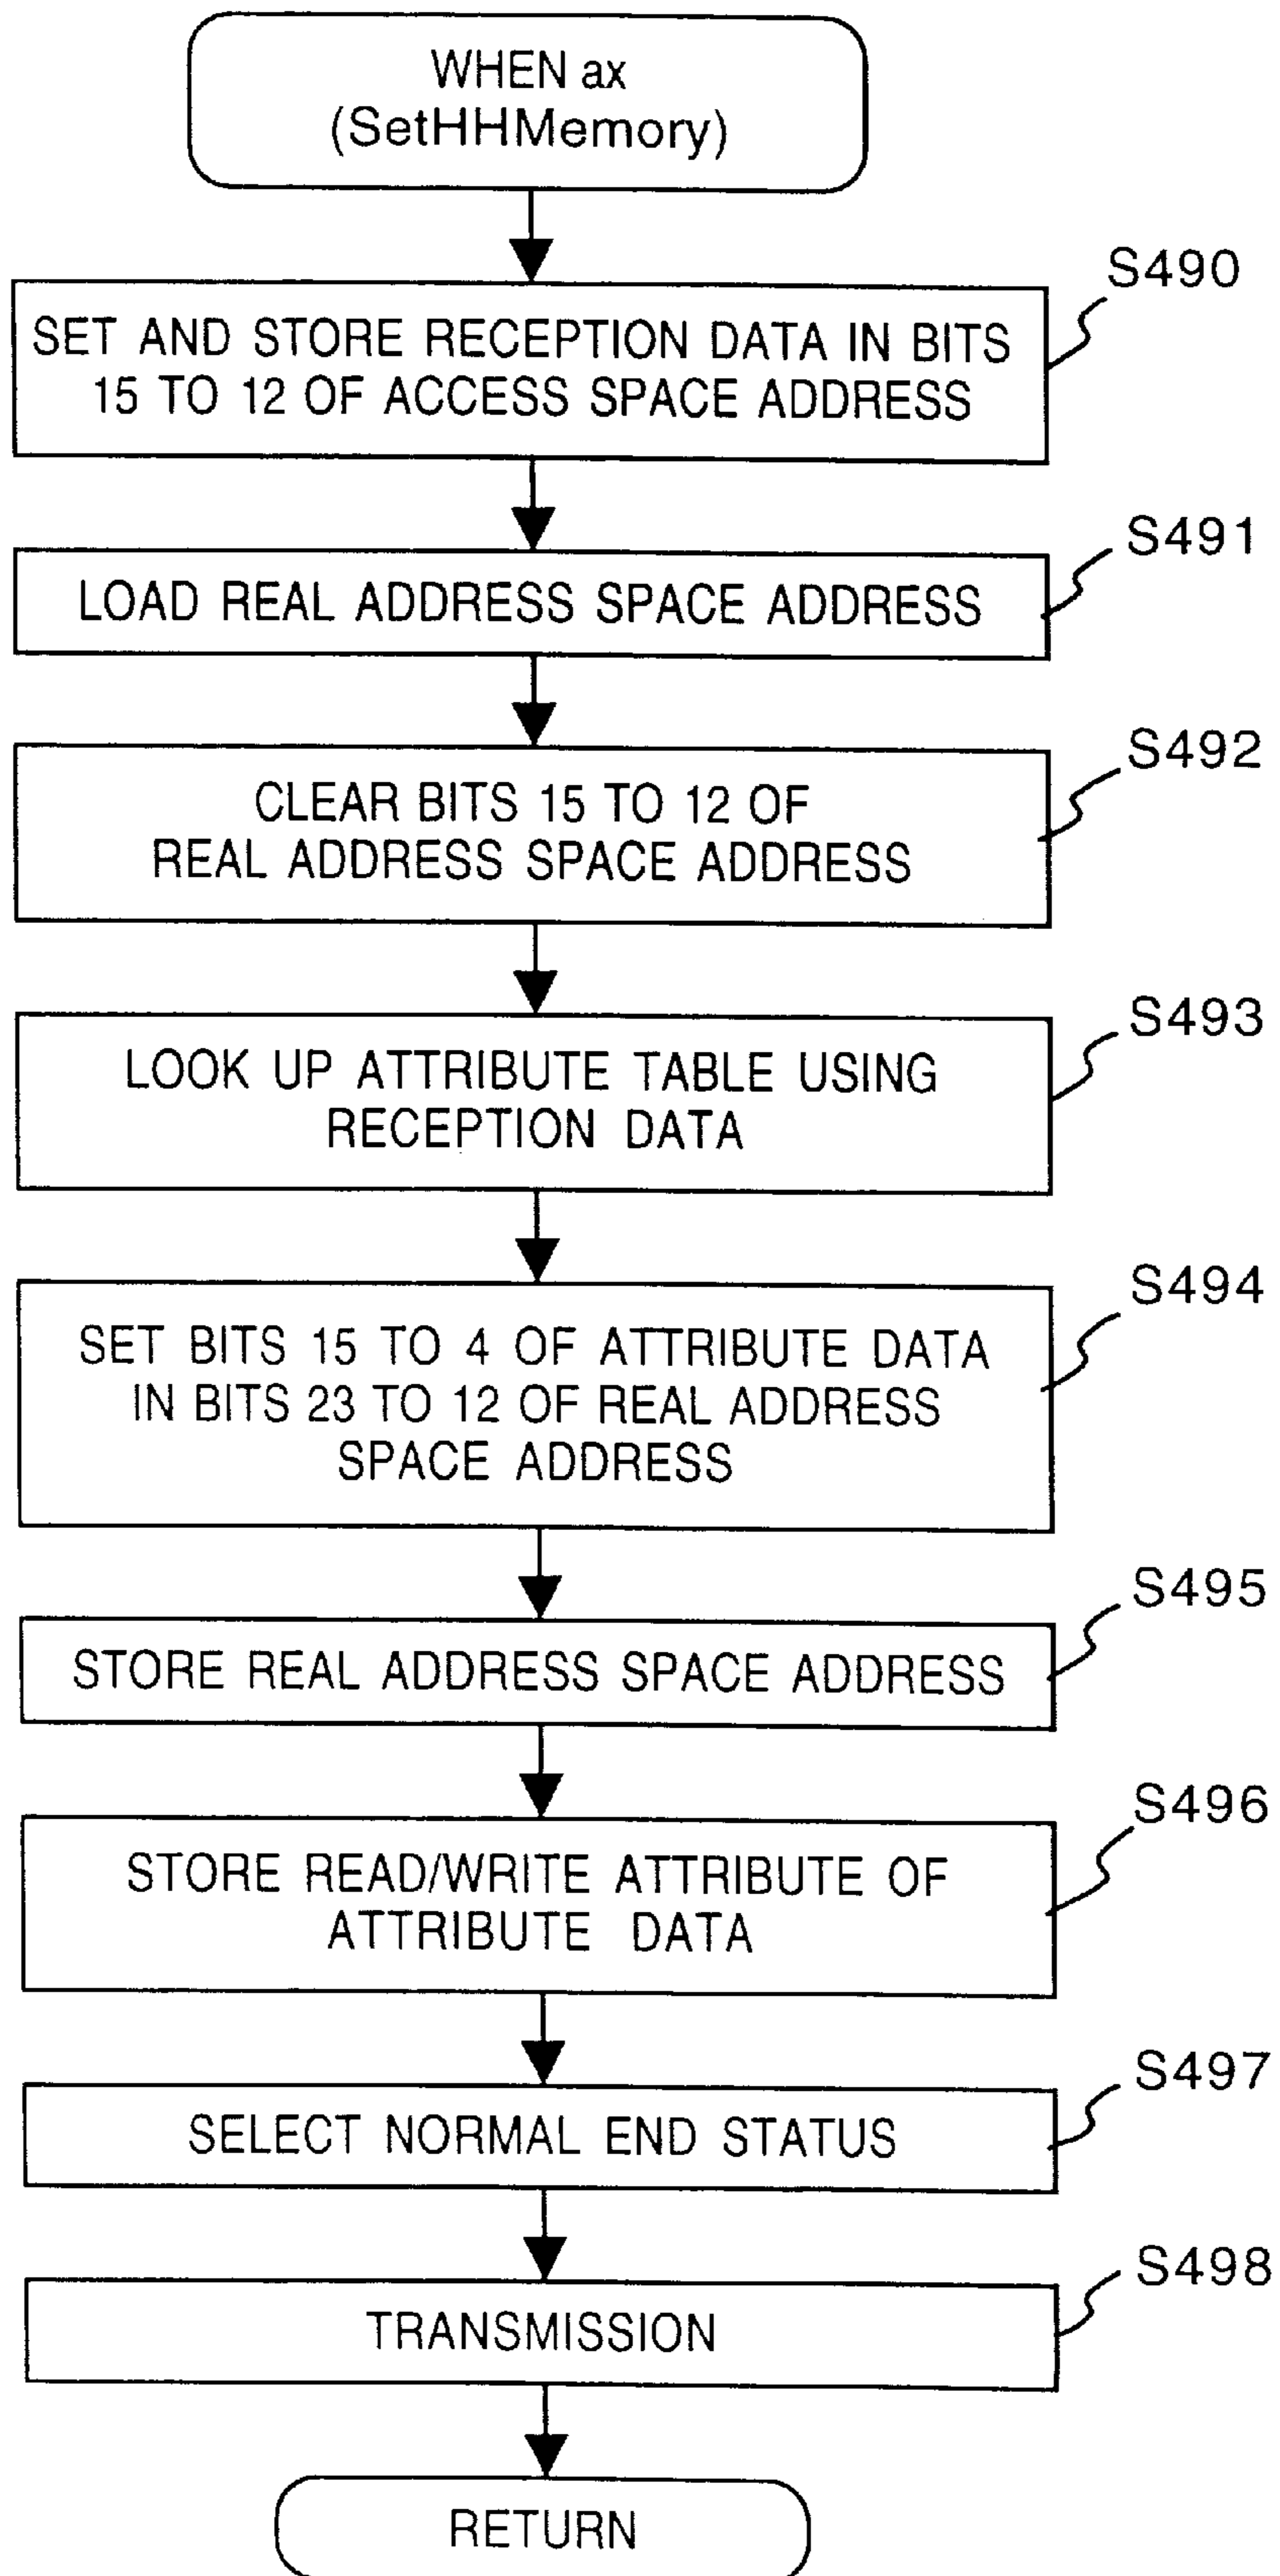 WHEN ax
(SetHHMemory)
S490
SET AND STORE RECEPTION DATA IN BITS
15 TO 12 OF ACCESS SPACE ADDRESS
S491
LOAD REAL ADDRESS SPACE ADDRESS
S492
CLEAR BITS 15 TO 12 OF
REAL ADDRESS SPACE ADDRESS
S493
LOOK UP ATTRIBUTE TABLE USING
RECEPTION DATA
S494
SET BITS 15 TO 4 OF ATTRIBUTE DATA
IN BITS 23 TO 12 OF REAL ADDRESS
SPACE ADDRESS
S495
STORE REAL ADDRESS SPACE ADDRESS
S496
STORE READ/WRITE ATTRIBUTE OF
ATTRIBUTE DATA
S497
SELECT NORMAL END STATUS
S498
TRANSMISSION
RETURN